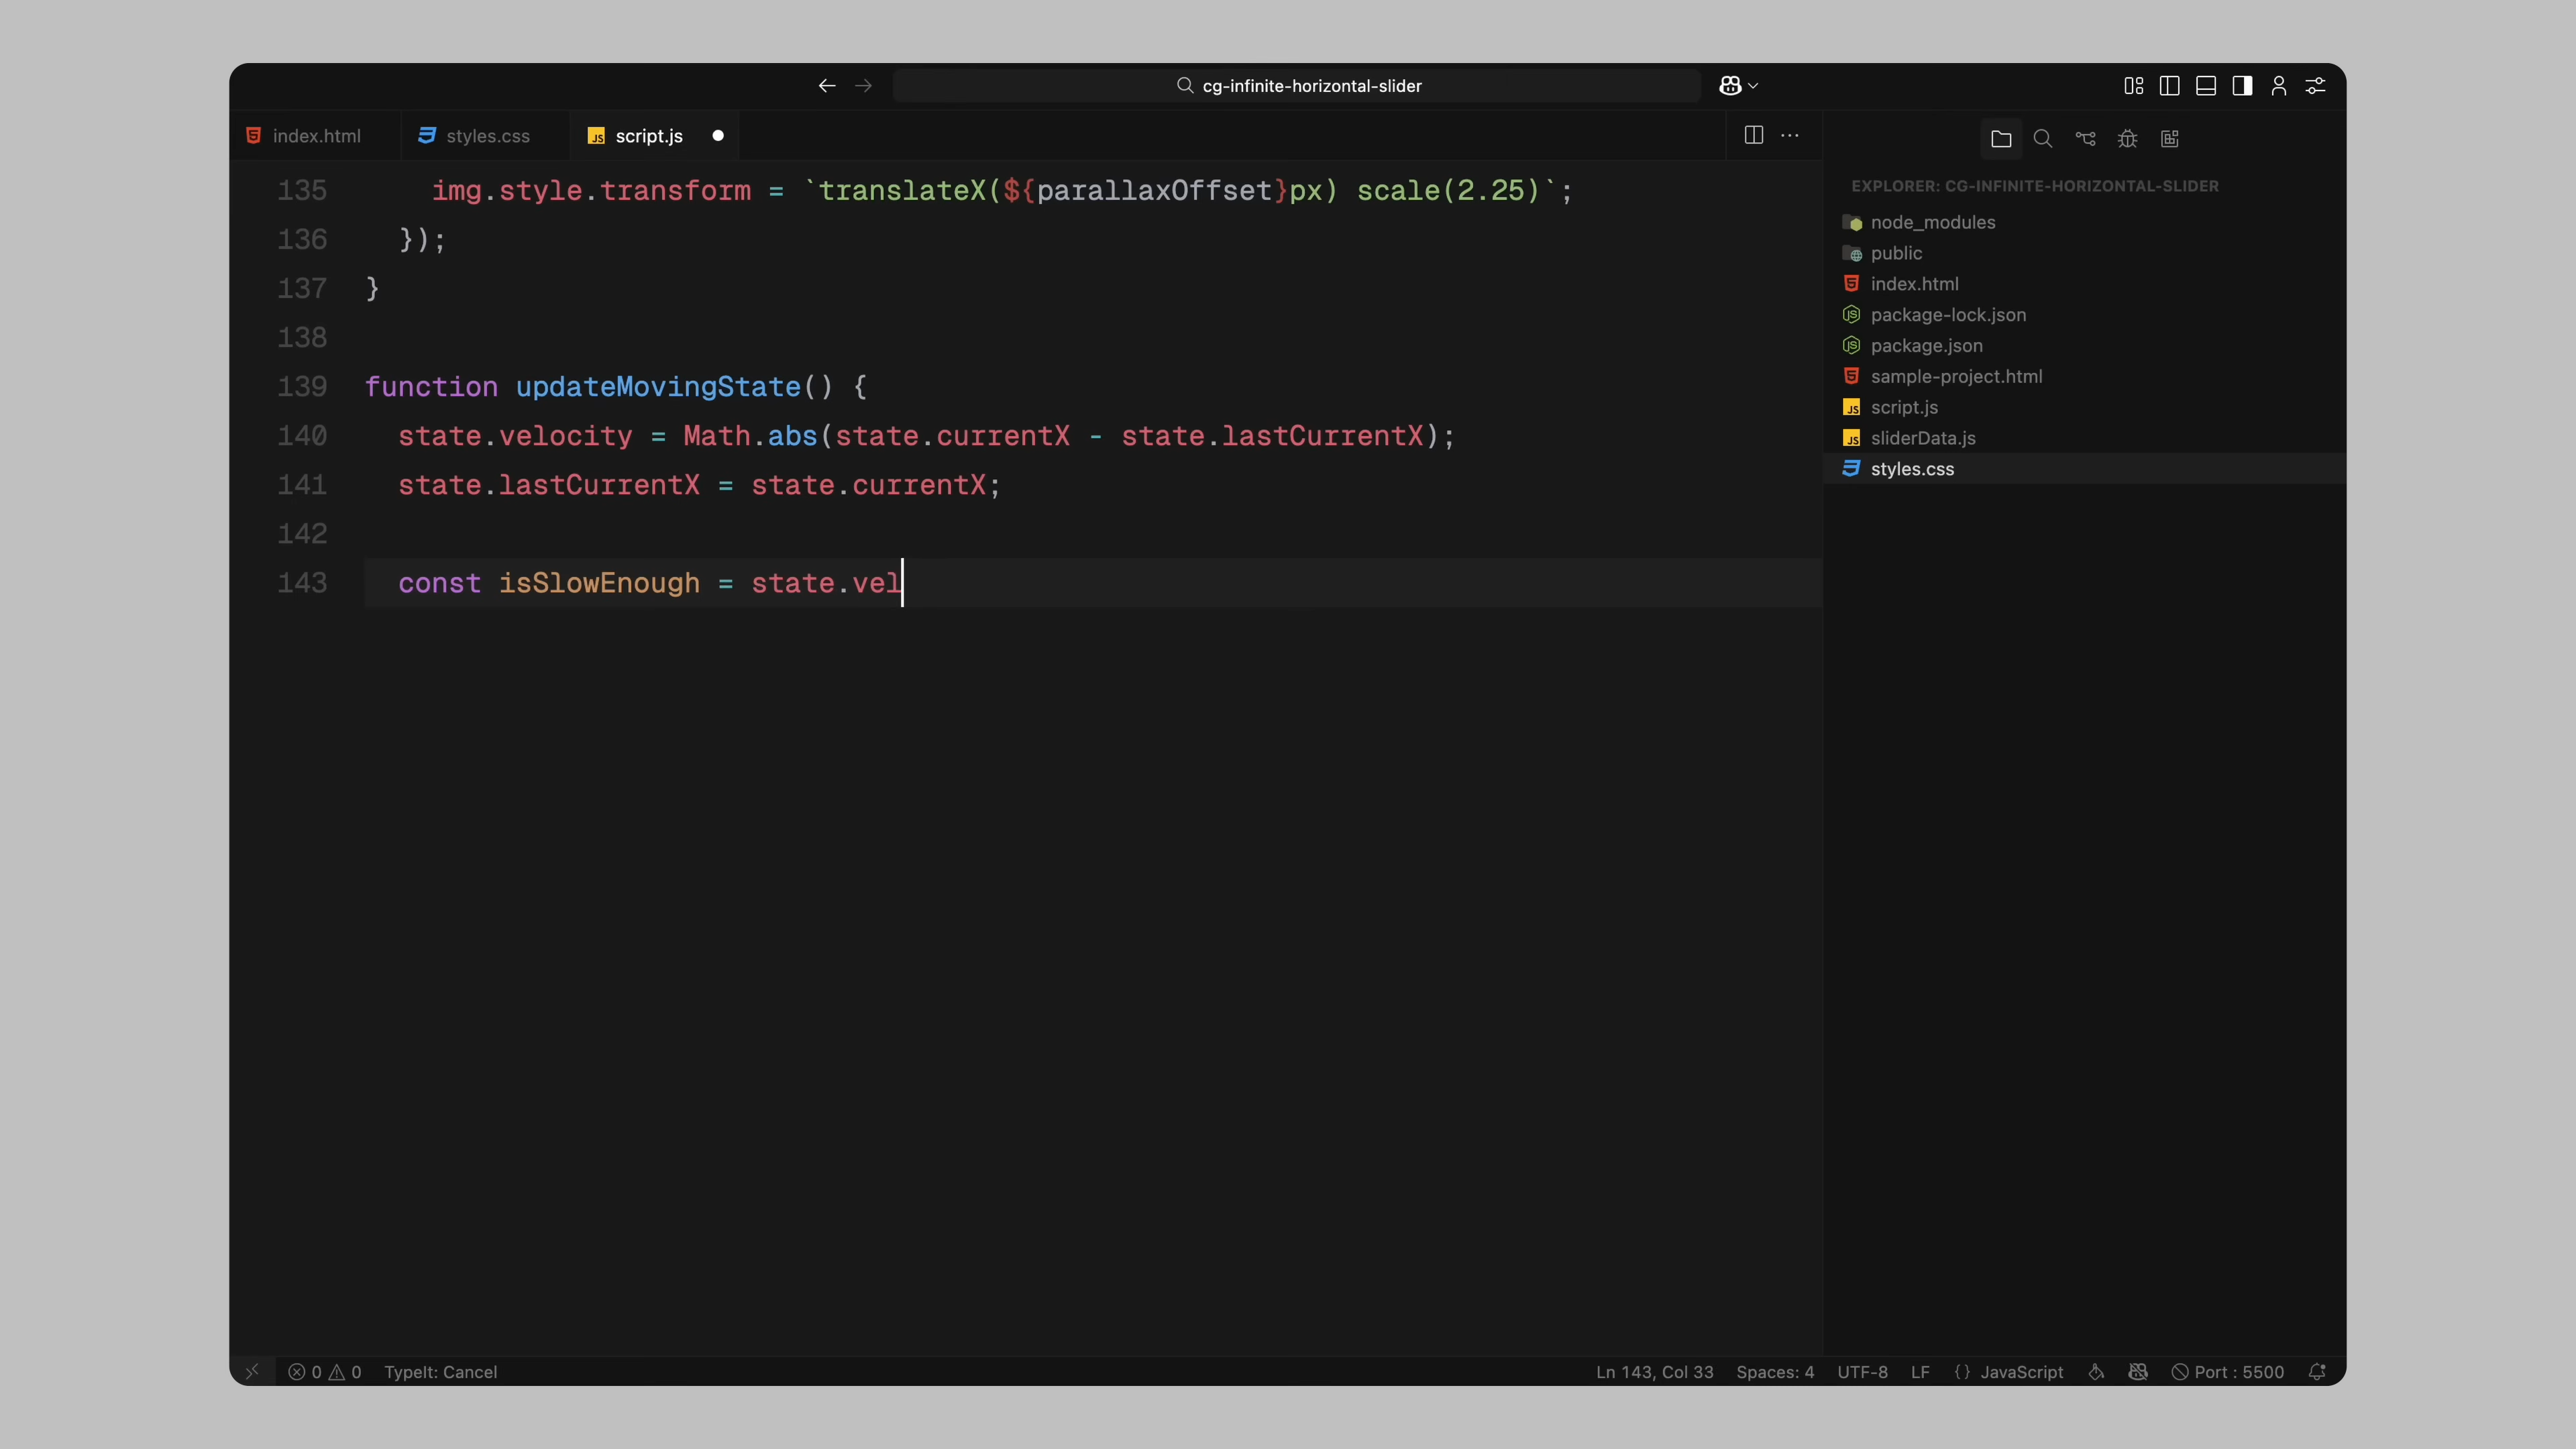 cg-infinite-horizontal-slider
index.html
styles.css
script.js
135 img.style.transform = `translateX(${parallaxOffset}px) scale(2.25)`;
136 });
137 }
138
139 function updateMovingState() {
140 state.velocity = Math.abs(state.currentX - state.lastCurrentX);
141 state.lastCurrentX = state.currentX;
142
143 const isSlowEnough = state.vel
EXPLORER: CG-INFINITE-HORIZONTAL-SLIDER
node_modules
public
index.html
package-lock.json
package.json
sample-project.html
script.js
sliderData.js
styles.css
0 0 TypeIt: Cancel
Ln 143, Col 33 Spaces: 4 UTF-8 LF {} JavaScript Port : 5500